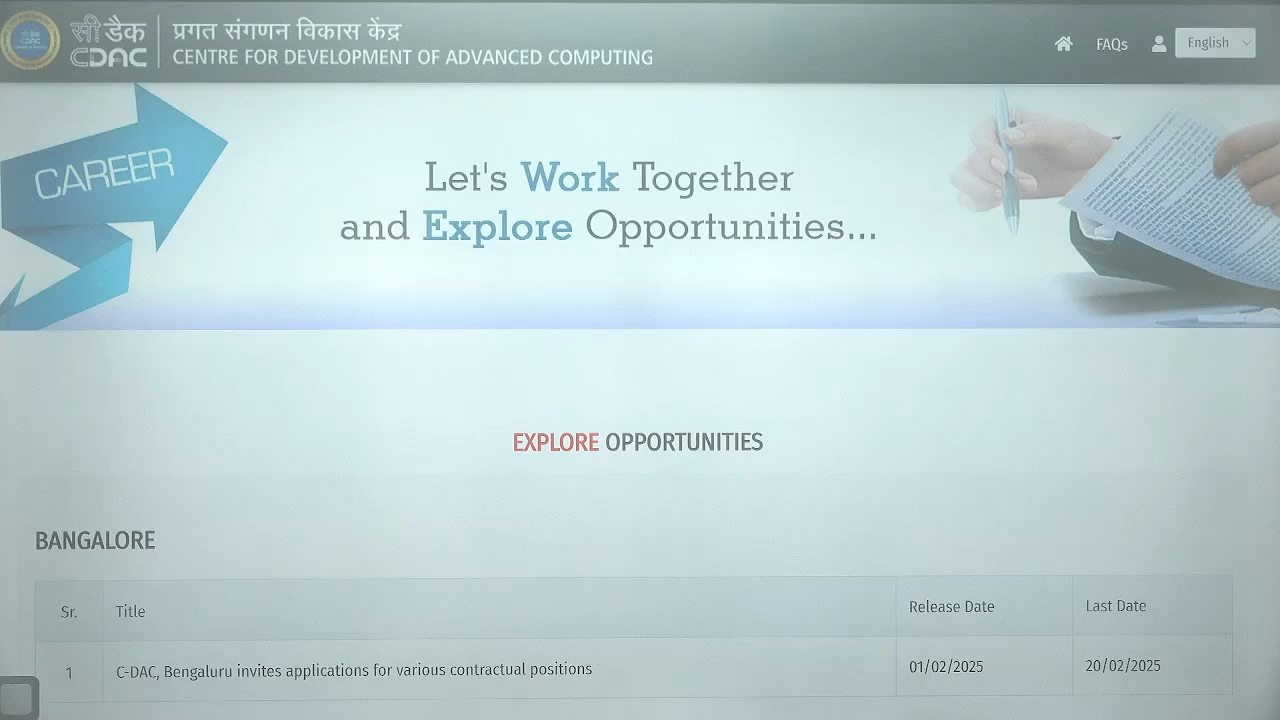 सी डैक
CDAC
प्रगत संगणन विकास केंद्र
CENTRE FOR DEVELOPMENT OF ADVANCED COMPUTING
FAQs
English
CAREER
Let's Work Together
and Explore Opportunities...
EXPLORE OPPORTUNITIES
BANGALORE
Sr. Title Release Date Last Date
1 C-DAC, Bengaluru invites applications for various contractual positions 01/02/2025 20/02/2025